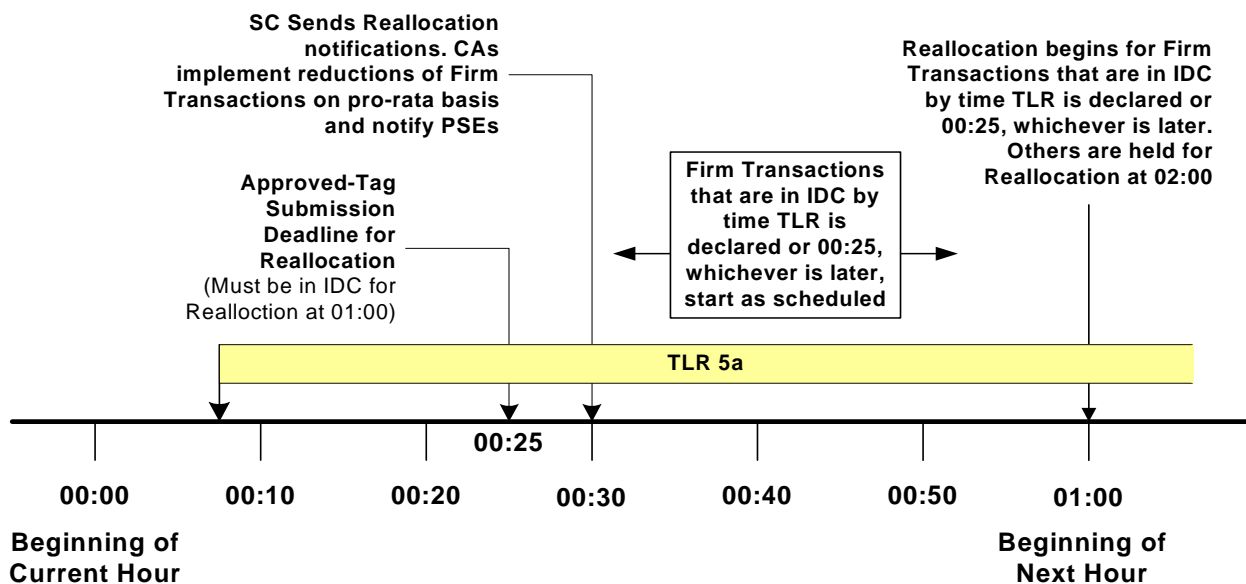 SC Sends Reallocation
notifications. CAs
implement reductions of Firm
Transactions on pro-rata basis
and notify PSEs
Reallocation begins for Firm
Transactions that are in IDC
by time TLR is declared or
00:25, whichever is later.
Others are held for
Reallocation at 02:00
Approved-Tag
Submission
Deadline for
Reallocation
(Must be in IDC for
Realloction at 01:00)
Firm Transactions
that are in IDC by
time TLR is
declared or 00:25,
whichever is later,
start as scheduled
TLR 5a
00:25
00:00
00:10
00:20
00:30
00:40
00:50
01:00
Beginning of
Current Hour
Beginning of
Next Hour